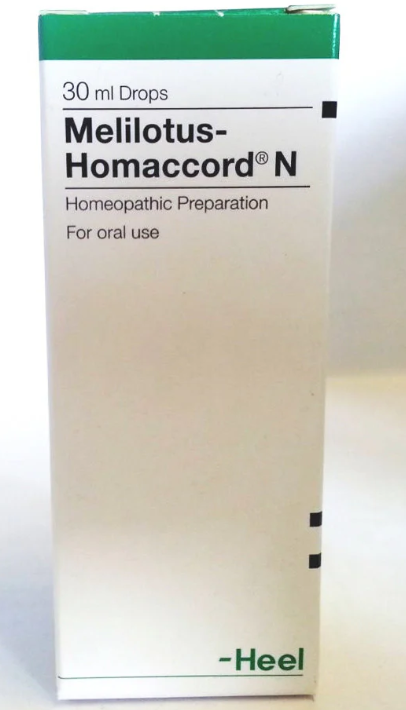 30 ml Drops
Melilotus-
Homaccord® N
Homeopathic Preparation
For oral use
-Heel